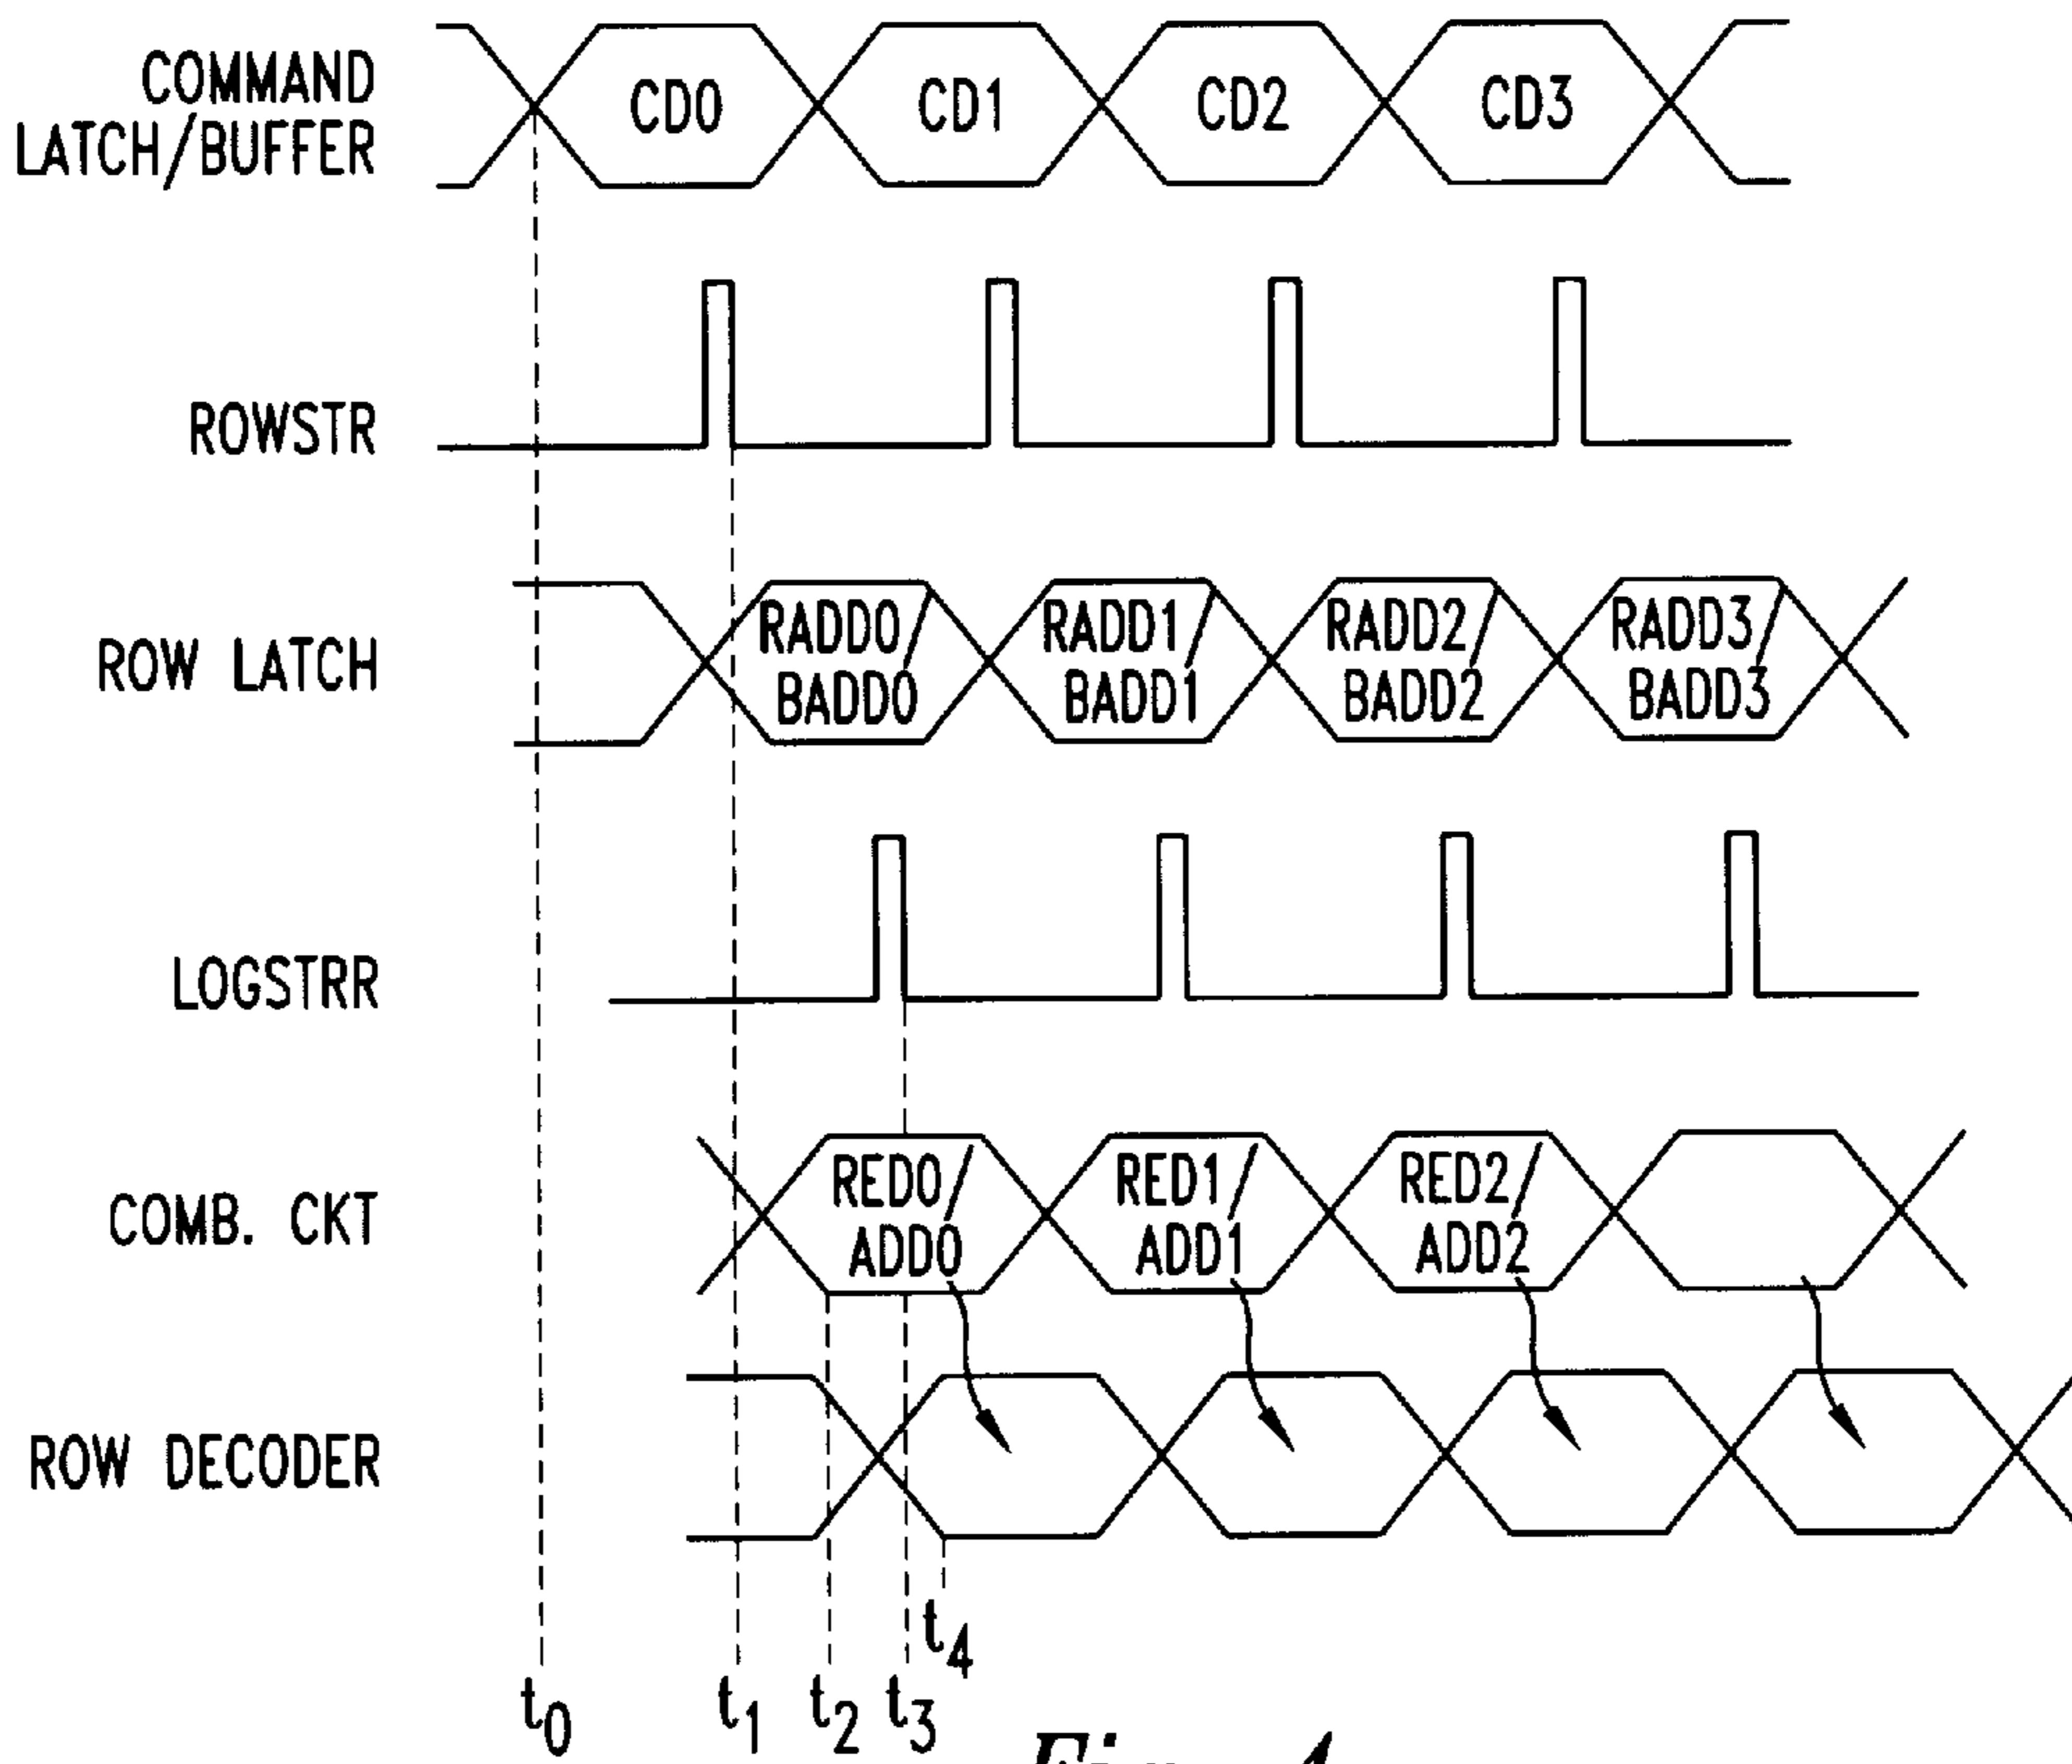 COMMAND
LATCH/BUFFER
CD0 CD1 CD2 CD3
ROWSTR
ROW LATCH
RADD0/ RADD1/ RADD2/ RADD3/
BADD0 BADD1 BADD2 BADD3
LOGSTRR
COMB. CKT
RED0/ RED1/ RED2/
ADD0 ADD1 ADD2
ROW DECODER
t4
t0 t1 t2 t3